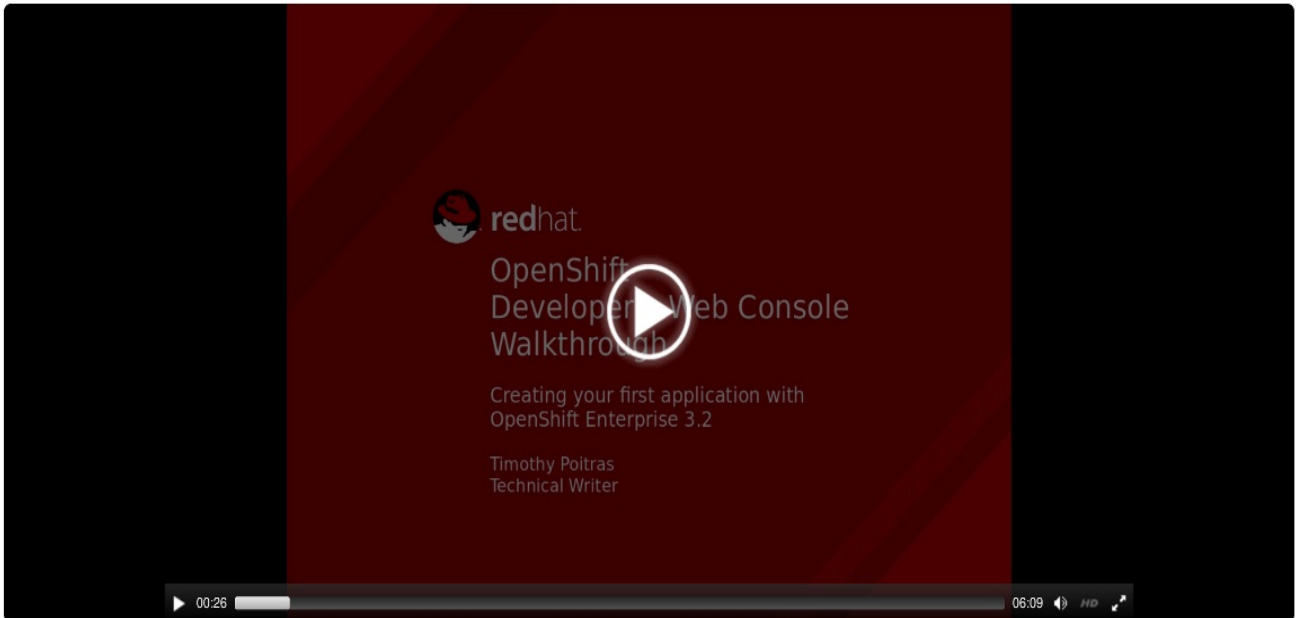 redhat.
OpenShift
Developer Web Console
Walkthrough
Creating your first application with
OpenShift Enterprise 3.2
Timothy Poitras
Technical Writer
00:26
06:09
HD